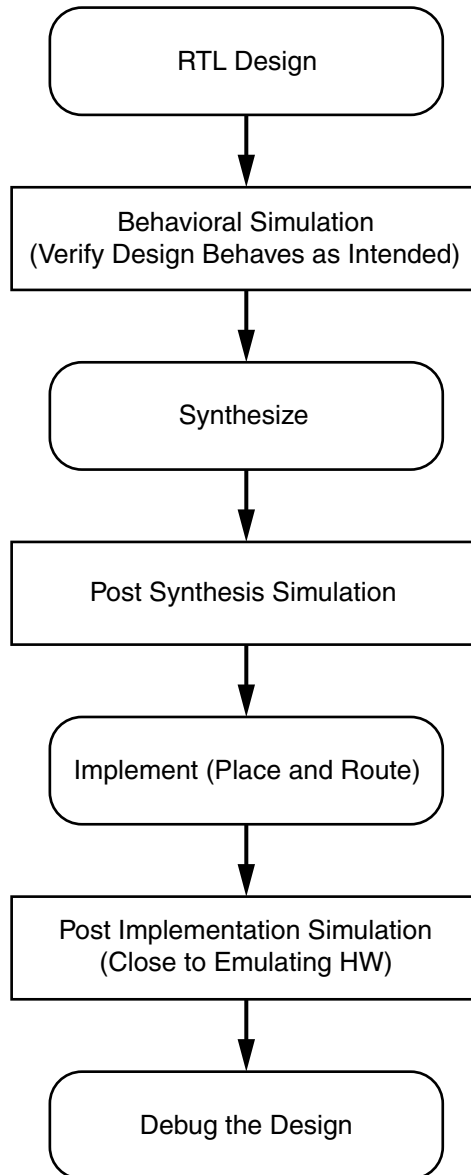 RTL Design
Behavioral Simulation
(Verify Design Behaves as Intended)
Synthesize
Post Synthesis Simulation
Implement (Place and Route)
Post Implementation Simulation
(Close to Emulating HW)
Debug the Design